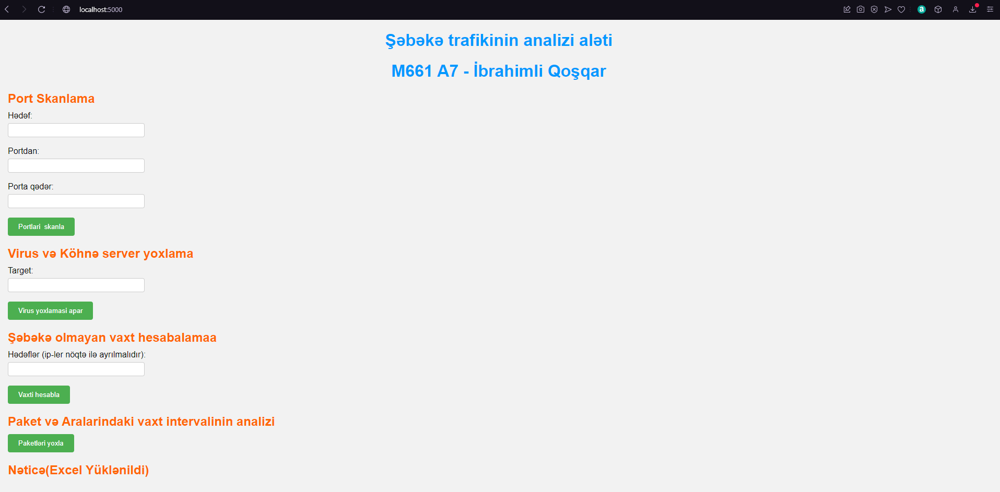 localhost:5000
Şəbəkə trafikinin analizi aləti
M661 A7 - İbrahimli Qoşqar
Port Skanlama
Hədəf:
Portdan:
Porta qədər:
Portlari skanla
Virus və Köhnə server yoxlama
Target:
Virus yoxlamasi apar
Şəbəkə olmayan vaxt hesabalamaa
Hədəflər (ip-ler nöqtə ilə ayrılmalıdır):
Vaxti hesabla
Paket və Aralarindaki vaxt intervalinin analizi
Paketləri yoxla
Nəticə(Excel Yüklənildi)